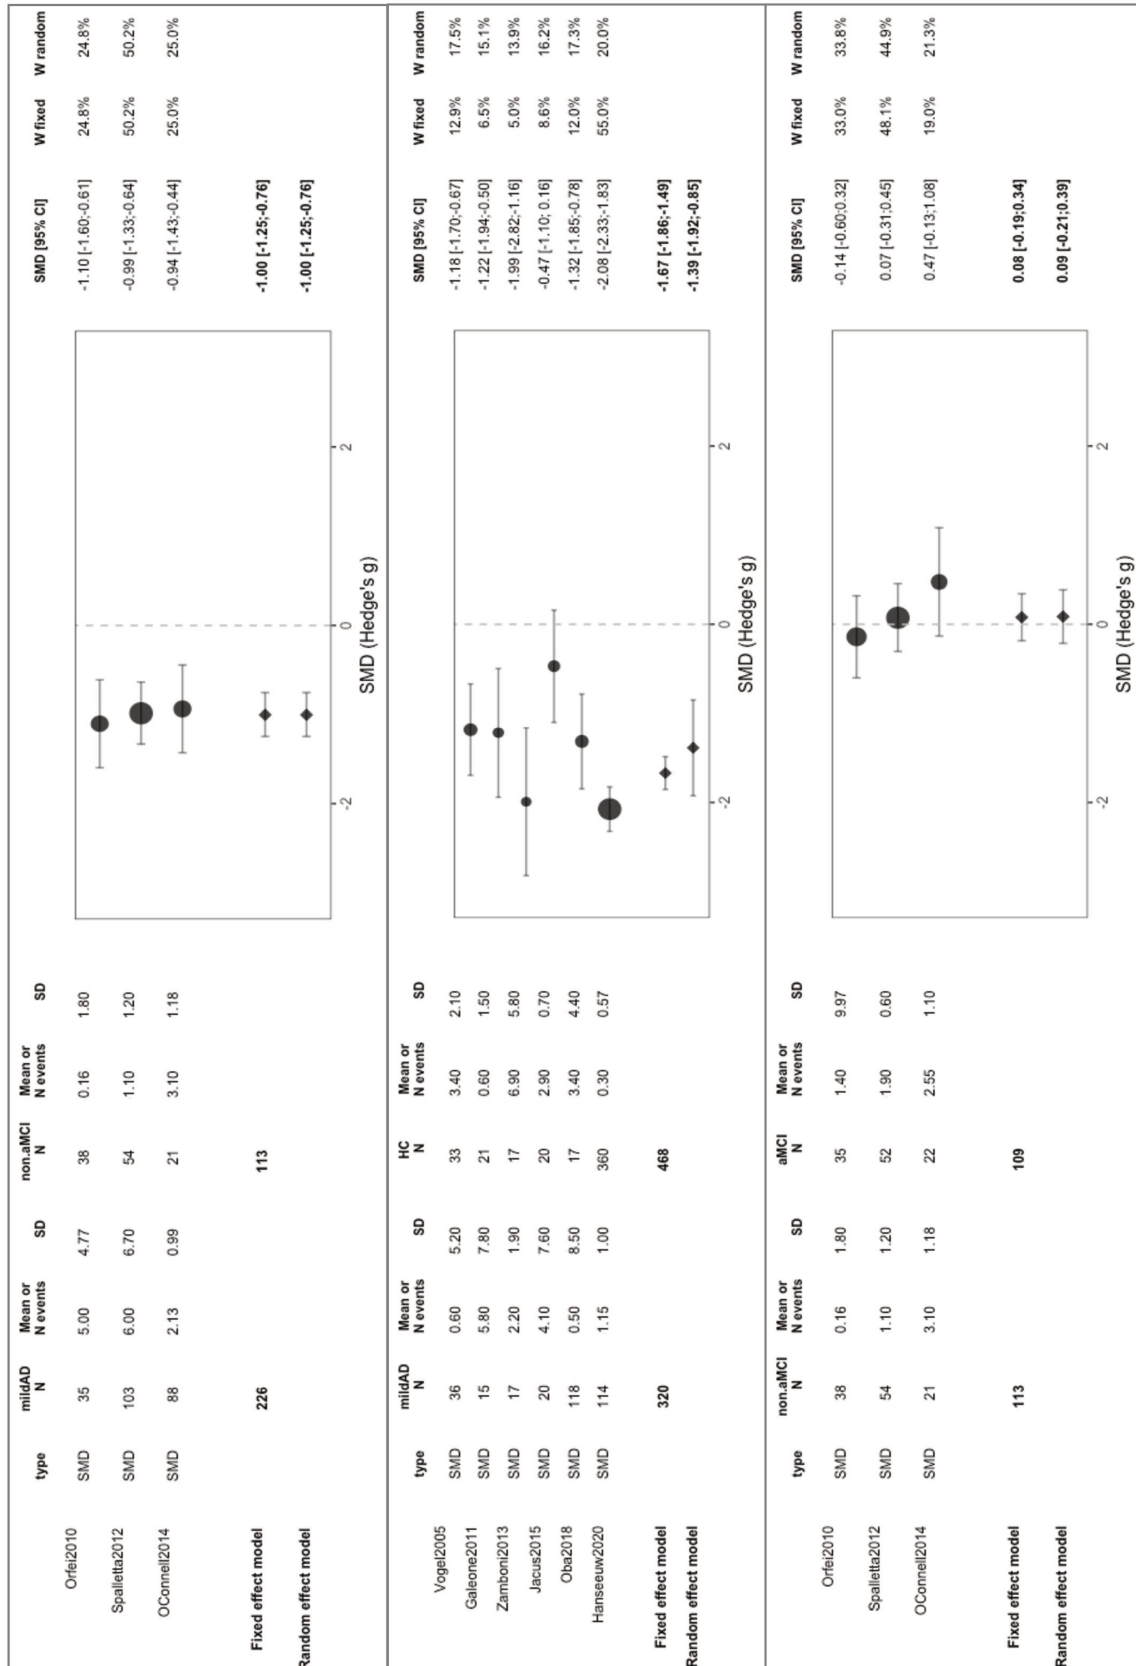 type mildAD N Mean or N events SD non.aMCI N Mean or N events SD SMD [95% CI] W fixed W random
Orfei2010 SMD 35 5.00 4.77 38 0.16 1.80 -1.10 [-1.60;-0.61] 24.8% 24.8%
Spalletta2012 SMD 103 6.00 6.70 54 1.10 1.20 -0.99 [-1.33;-0.64] 50.2% 50.2%
OConnell2014 SMD 88 2.13 0.99 21 3.10 1.18 -0.94 [-1.43;-0.44] 25.0% 25.0%
Fixed effect model 226 113 -1.00 [-1.25;-0.76]
Random effect model -1.00 [-1.25;-0.76]
-2 0 2
SMD (Hedge's g)
type mildAD N Mean or N events SD HC N Mean or N events SD SMD [95% CI] W fixed W random
Vogel2005 SMD 36 0.60 5.20 33 3.40 2.10 -1.18 [-1.70;-0.67] 12.9% 17.5%
Galeone2011 SMD 15 5.80 7.80 21 0.60 1.50 -1.22 [-1.94;-0.50] 6.5% 15.1%
Zamboni2013 SMD 17 2.20 1.90 17 6.90 5.80 -1.99 [-2.82;-1.16] 5.0% 13.9%
Jacus2015 SMD 20 4.10 7.60 20 2.90 0.70 -0.47 [-1.10; 0.16] 8.6% 16.2%
Oba2018 SMD 118 0.50 8.50 17 3.40 4.40 -1.32 [-1.85;-0.78] 12.0% 17.3%
Hanseeuw2020 SMD 114 1.15 1.00 360 0.30 0.57 -2.08 [-2.33;-1.83] 55.0% 20.0%
Fixed effect model 320 468 -1.67 [-1.86;-1.49]
Random effect model -1.39 [-1.92;-0.85]
-2 0 2
SMD (Hedge's g)
type non.aMCI N Mean or N events SD aMCI N Mean or N events SD SMD [95% CI] W fixed W random
Orfei2010 SMD 38 0.16 1.80 35 1.40 9.97 -0.14 [-0.60;0.32] 33.0% 33.8%
Spalletta2012 SMD 54 1.10 1.20 52 1.90 0.60 0.07 [-0.31;0.45] 48.1% 44.9%
OConnell2014 SMD 21 3.10 1.18 22 2.55 1.10 0.47 [-0.13;1.08] 19.0% 21.3%
Fixed effect model 113 109 0.08 [-0.19;0.34]
Random effect model 0.09 [-0.21;0.39]
-2 0 2
SMD (Hedge's g)